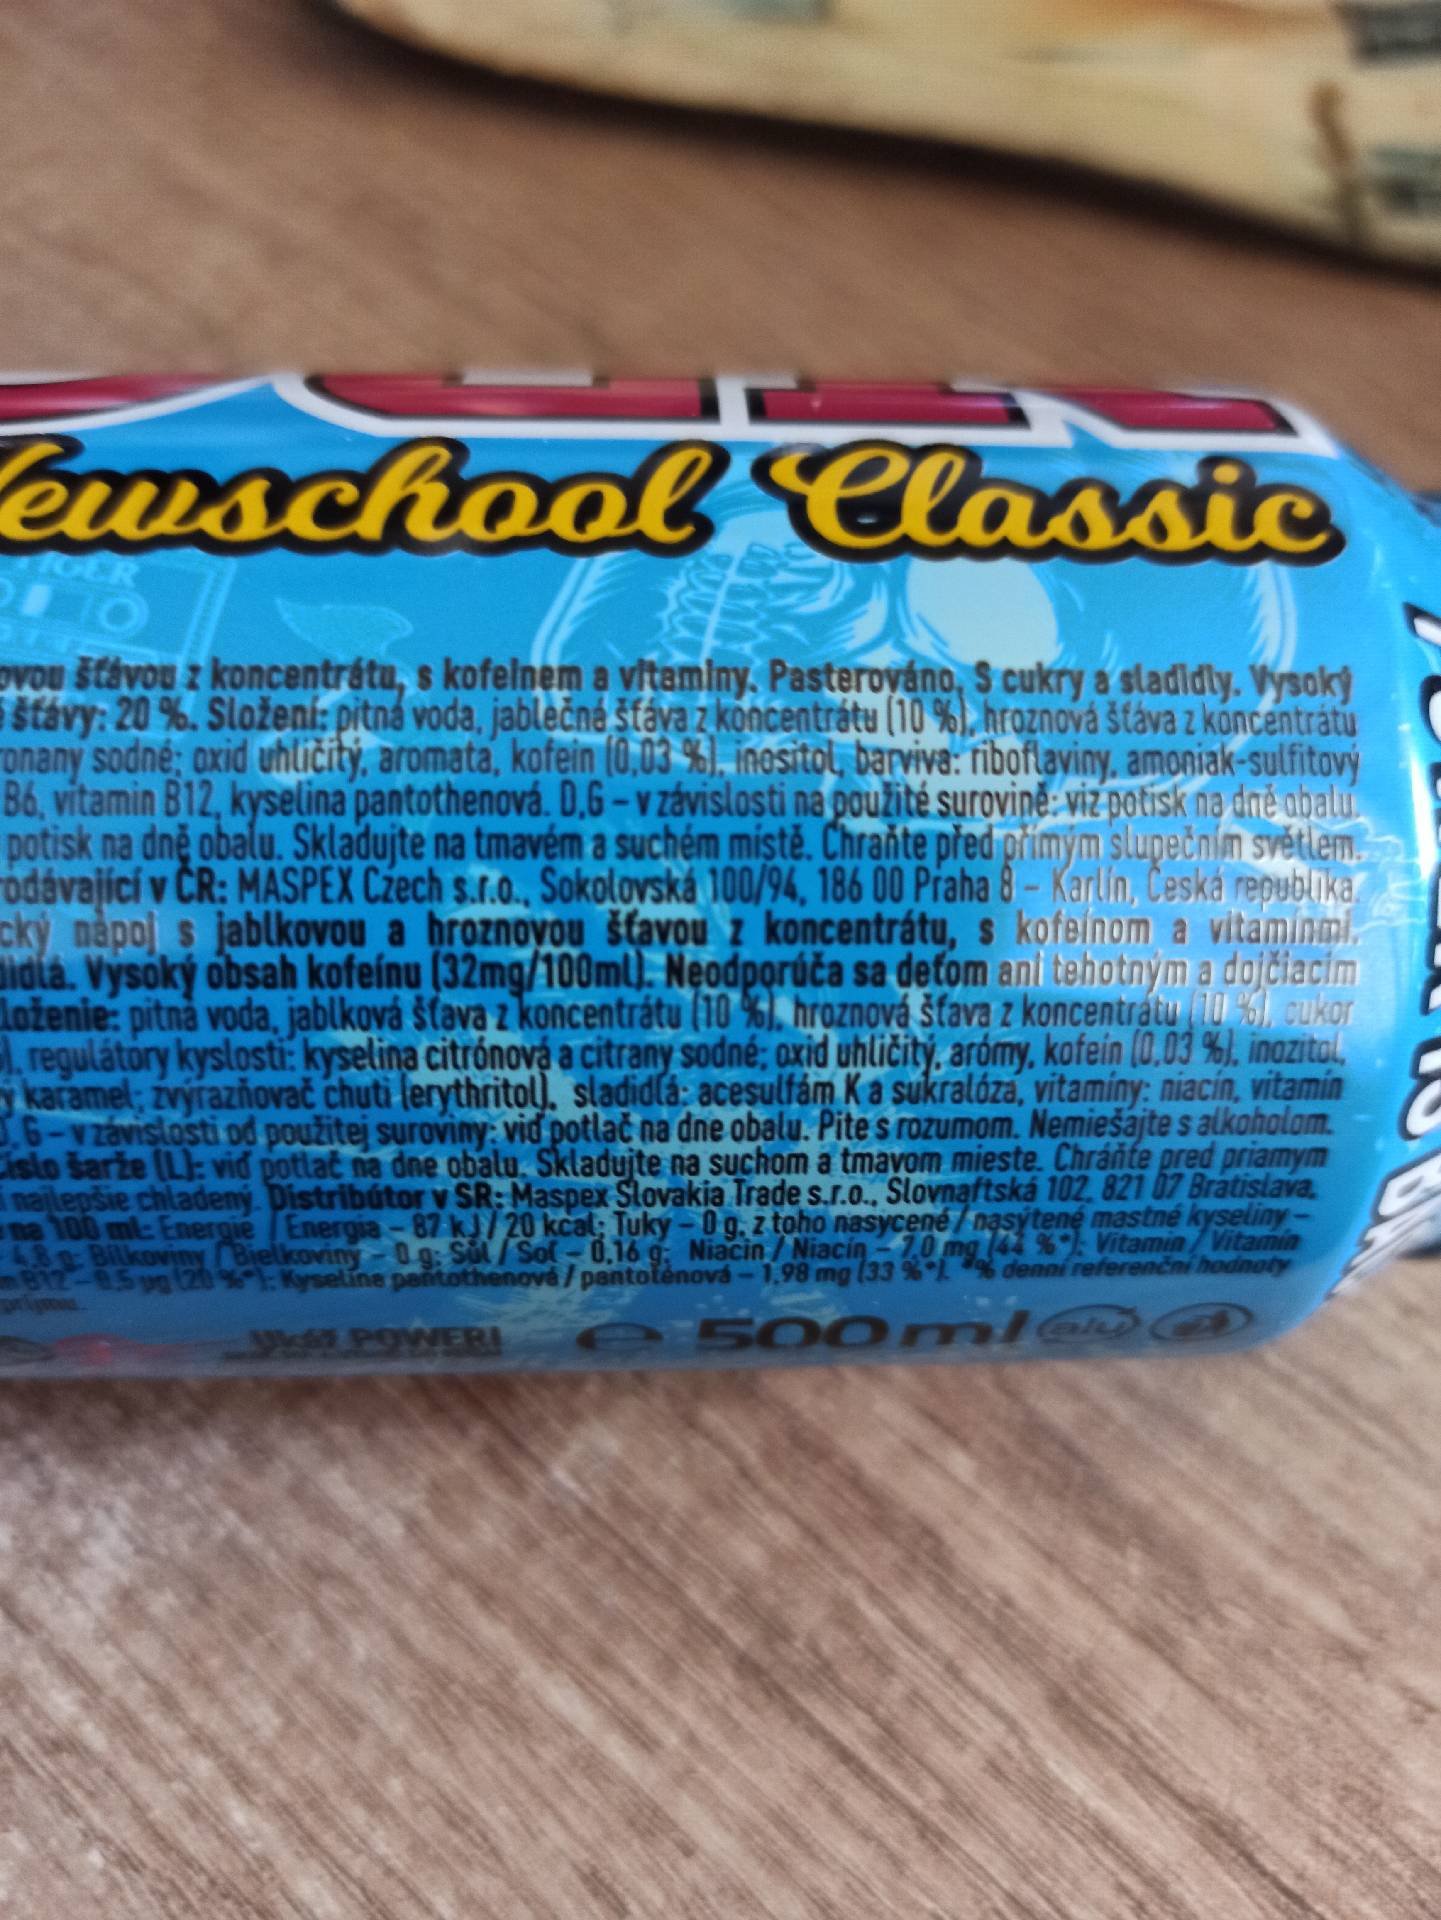 Newschool Classic
TIGER
šťávou z koncentrátu, s kofeinem a vitaminy. Pasterováno. S cukry a sladidly. Vysoký
šťávy: 20 %. Složení: pitná voda, jablečná šťáva z koncentrátu (10 %), hroznová šťáva z koncentrátu
sodné; oxid uhličitý, aromata, kofein (0,03 %), inositol, barviva: riboflaviny, amoniak-sulfitový
B6, vitamin B12, kyselina pantothenová. D,G – v závislosti na použité surovině: viz potisk na dně obalu.
potisk na dně obalu. Skladujte na tmavém a suchém místě. Chraňte před přímým slunečním světlem.
v ČR: MASPEX Czech s.r.o., Sokolovská 100/94, 186 00 Praha 8 – Karlín, Česká republika.
nápoj s jablkovou a hroznovou šťavou z koncentrátu, s kofeínom a vitamínmi,
Vysoký obsah kofeínu (32mg/100ml). Neodporúča sa deťom ani tehotným a dojčiacim
pitná voda, jablková šťava z koncentrátu (10 %), hroznová šťava z koncentrátu (10 %), cukor
regulátory kyslosti: kyselina citrónová a citrany sodné; oxid uhličitý, arómy, kofeín (0,03 %), inozitol,
karamel; zvýrazňovač chuti (erythritol), sladidlá: acesulfám K a sukralóza, vitamíny: niacín, vitamín
G – v závislosti od použitej suroviny: viď potlač na dne obalu. Pite s rozumom. Nemiešajte s alkoholom.
šarže (L): viď potlač na dne obalu. Skladujte na suchom a tmavom mieste. Chráňte pred priamym
najlepšie chladený. Distribútor v SR: Maspex Slovakia Trade s.r.o., Slovnaftská 102, 821 07 Bratislava.
na 100 ml: Energie / Energia – 87 kJ / 20 kcal; Tuky – 0 g, z toho nasycené / nasýtené mastné kyseliny –
4,8 g; Bílkoviny / Bielkoviny – 0 g; Sůl / Soľ – 0,16 g; Niacin / Niacín – 7,0 mg (44 %*); Vitamin / Vitamín
B12 – 0,5 µg (20 %*); Kyselina pantothenová / pantoténová – 1,98 mg (33 %*). *% denní referenční hodnoty
príjmu.
POWER!
e 500 ml alu